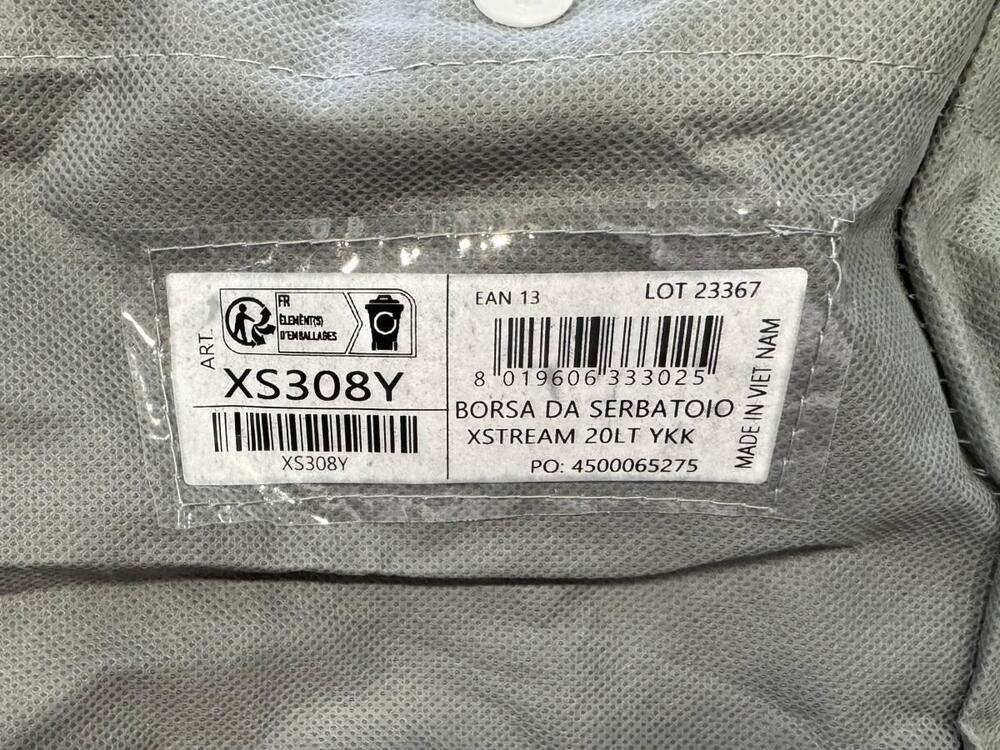 FR
ÉLÉMENT(S)
D'EMBALLAGES
ART.
XS308Y
XS308Y
EAN 13
LOT 23367
8 019606 333025
BORSA DA SERBATOIO
XSTREAM 20LT YKK
PO: 4500065275
MADE IN VIET NAM